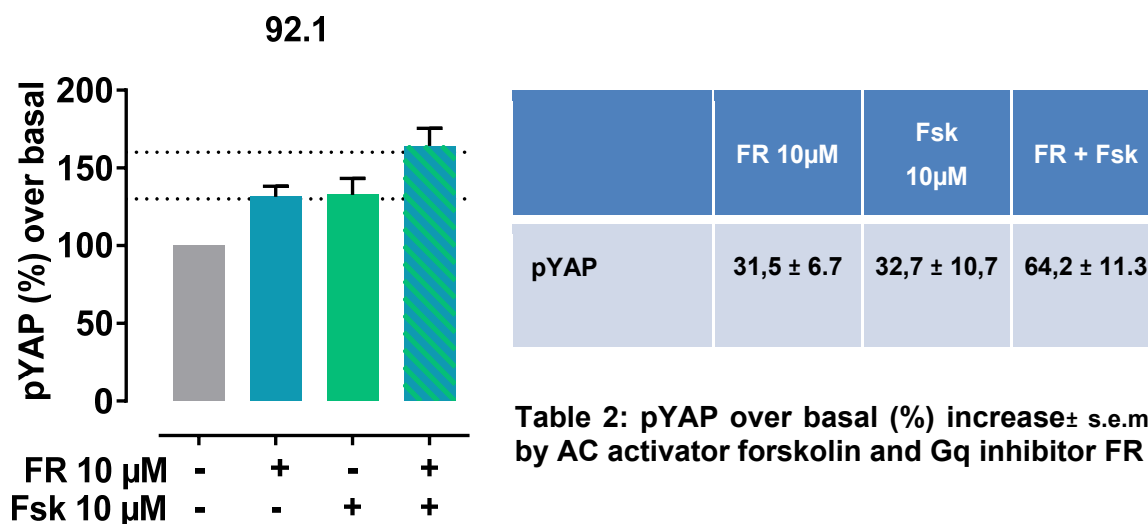 92.1
pYAP (%) over basal
200
150
100
50
0
FR 10 µM - + - +
Fsk 10 µM - - + +
FR 10µM
Fsk
10µM
FR + Fsk
pYAP
31,5 ± 6.7
32,7 ± 10,7
64,2 ± 11.3
Table 2: pYAP over basal (%) increase± s.e.m
by AC activator forskolin and Gq inhibitor FR